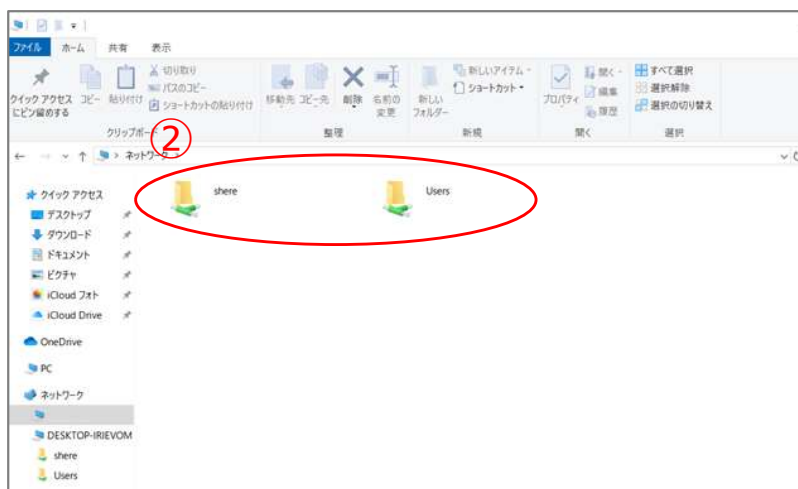 ファイル ホーム 共有 表示
クイック アクセス
にピン留めする
コピー
貼り付け
切り取り
パスのコピー
ショートカットの貼り付け
クリップボード
移動先 コピー先
削除
名前の
変更
整理
新しい
フォルダー
新しいアイテム
ショートカット
新規
プロパティ
開く
編集
履歴
開く
すべて選択
選択解除
選択の切り替え
選択
②
ネットワーク
shere
Users
クイック アクセス
デスクトップ
ダウンロード
ドキュメント
ピクチャ
iCloud フォト
iCloud Drive
OneDrive
PC
ネットワーク
DESKTOP-IRIEVOM
shere
Users